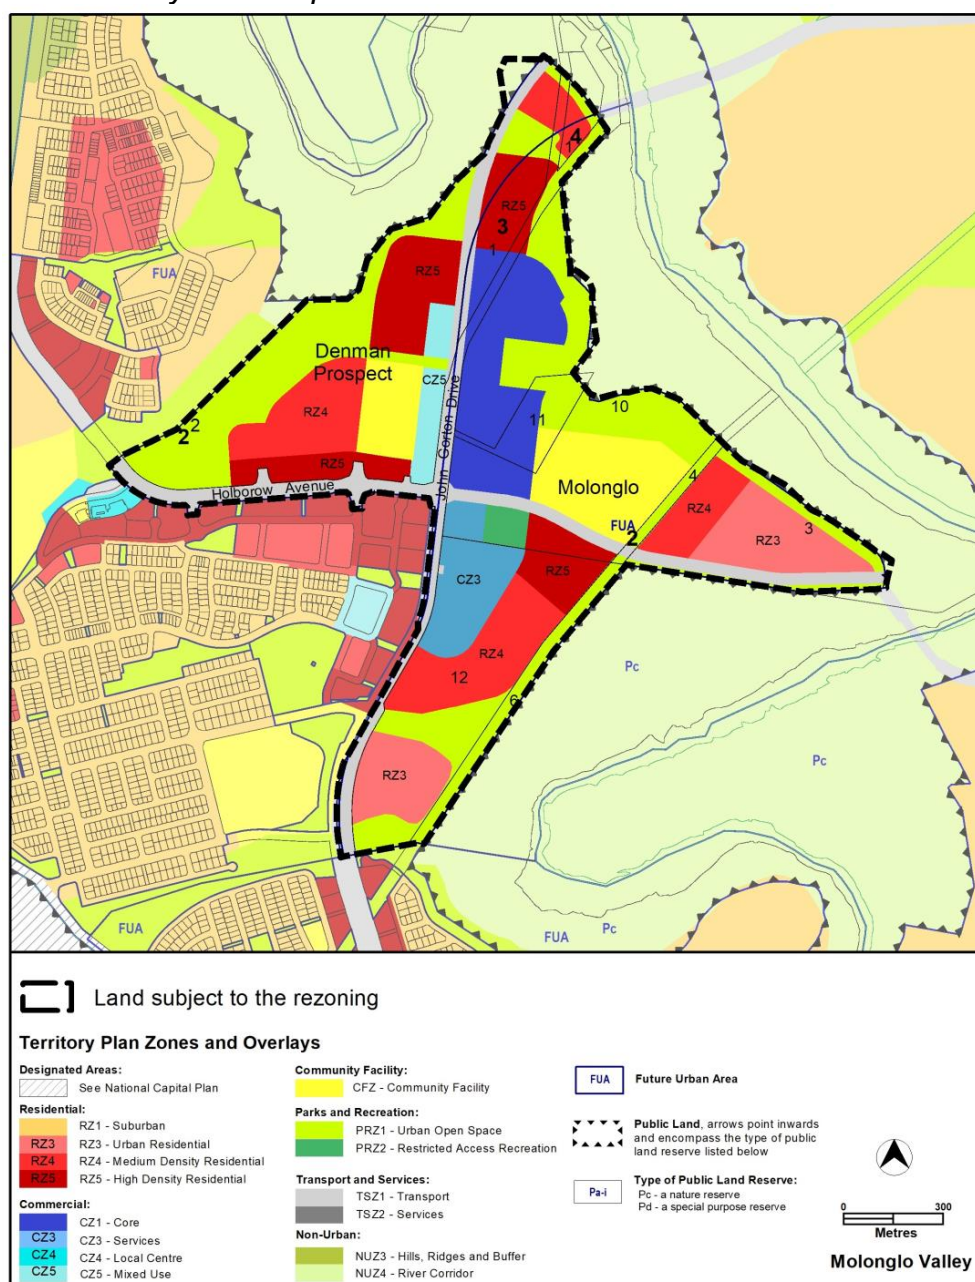 4
11
RZ5
3
1
RZ5
FUA
Denman
Prospect
CZ5
John Gorton Drive
RZ4
11
10
2
2
RZ5
Holborow Avenue
Molonglo
4
RZ4
FUA
2
3
RZ3
CZ3
RZ5
RZ4
12
6
Pc
RZ3
Pc
FUA
FUA
Pc
Land subject to the rezoning
Territory Plan Zones and Overlays
Designated Areas:
See National Capital Plan
Residential:
RZ1 - Suburban
RZ3 RZ3 - Urban Residential
RZ4 RZ4 - Medium Density Residential
RZ5 RZ5 - High Density Residential
Commercial:
CZ1 - Core
CZ3 CZ3 - Services
CZ4 CZ4 - Local Centre
CZ5 CZ5 - Mixed Use
Community Facility:
CFZ - Community Facility
Parks and Recreation:
PRZ1 - Urban Open Space
PRZ2 - Restricted Access Recreation
Transport and Services:
TSZ1 - Transport
TSZ2 - Services
Non-Urban:
NUZ3 - Hills, Ridges and Buffer
NUZ4 - River Corridor
FUA Future Urban Area
Public Land, arrows point inwards
and encompass the type of public
land reserve listed below
Pa-i Type of Public Land Reserve:
Pc - a nature reserve
Pd - a special purpose reserve
0 300
Metres
Molonglo Valley